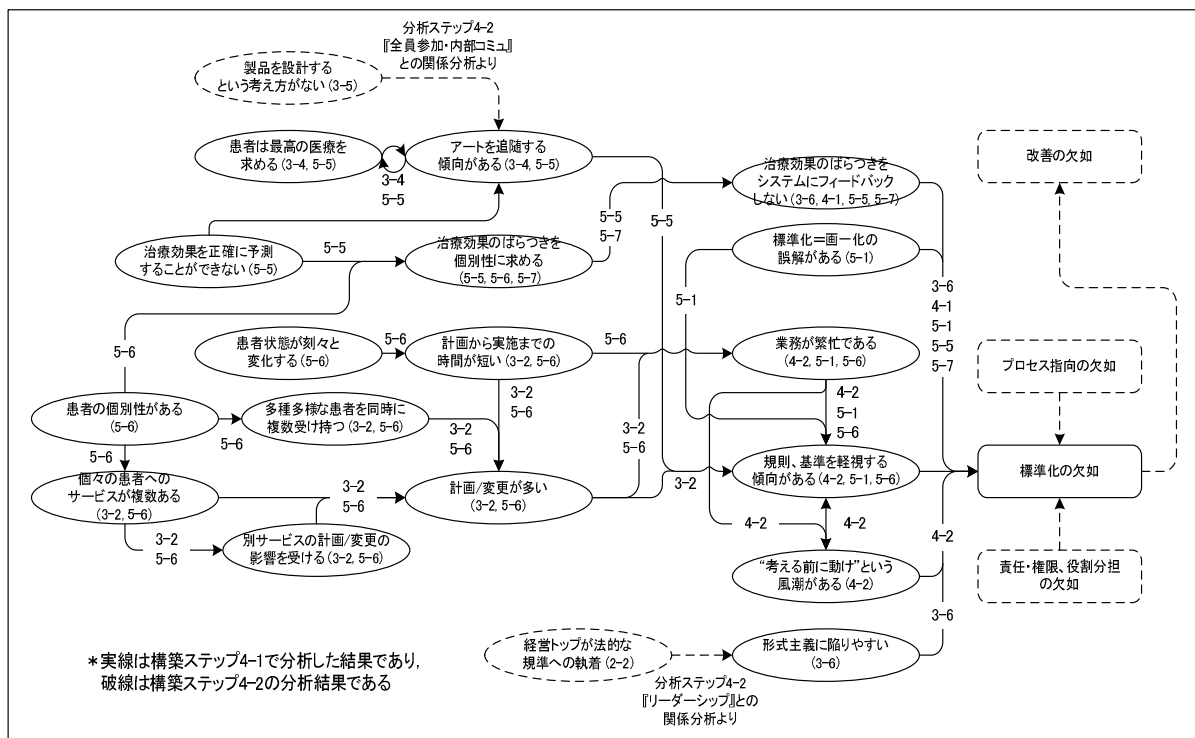 分析ステップ4-2
『全員参加・内部コミュ』
との関係分析より
製品を設計する
という考え方がない(3-5)
患者は最高の医療を
求める(3-4, 5-5)
3-4
5-5
アートを追随する
傾向がある(3-4, 5-5)
治療効果のばらつきを
システムにフィードバック
しない(3-6, 4-1, 5-5, 5-7)
改善の欠如
5-5
5-7
5-5
治療効果を正確に予測
することができない(5-5)
5-5
治療効果のばらつきを
個別性に求める
(5-5, 5-6, 5-7)
標準化=画一化の
誤解がある(5-1)
5-1
3-6
4-1
5-1
5-5
5-7
5-6
患者状態が刻々と
変化する(5-6)
5-6
計画から実施までの
時間が短い(3-2, 5-6)
5-6
業務が繁忙である
(4-2, 5-1, 5-6)
プロセス指向の欠如
3-2
5-6
4-2
5-1
5-6
患者の個別性がある
(5-6)
5-6
多種多様な患者を同時に
複数受け持つ(3-2, 5-6)
3-2
5-6
3-2
5-6
5-6
個々の患者への
サービスが複数ある
(3-2, 5-6)
3-2
5-6
計画/変更が多い
(3-2, 5-6)
3-2
規則、基準を軽視する
傾向がある(4-2, 5-1, 5-6)
標準化の欠如
3-2
5-6
別サービスの計画/変更の
影響を受ける(3-2, 5-6)
4-2
4-2
4-2
“考える前に動け”という
風潮がある(4-2)
責任・権限、役割分担
の欠如
3-6
経営トップが法的な
規準への執着(2-2)
形式主義に陥りやすい
(3-6)
分析ステップ4-2
『リーダーシップ』との
関係分析より
*実線は構築ステップ4-1で分析した結果であり,
破線は構築ステップ4-2の分析結果である